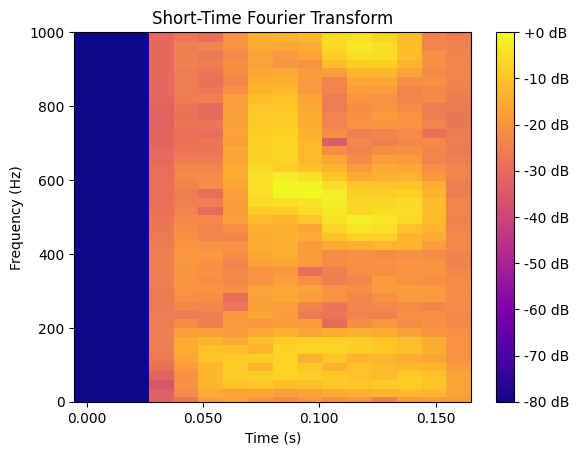 Short-Time Fourier Transform
Frequency (Hz)
1000
800
600
400
200
0
0.000
0.050
0.100
0.150
Time (s)
+0 dB
-10 dB
-20 dB
-30 dB
-40 dB
-50 dB
-60 dB
-70 dB
-80 dB